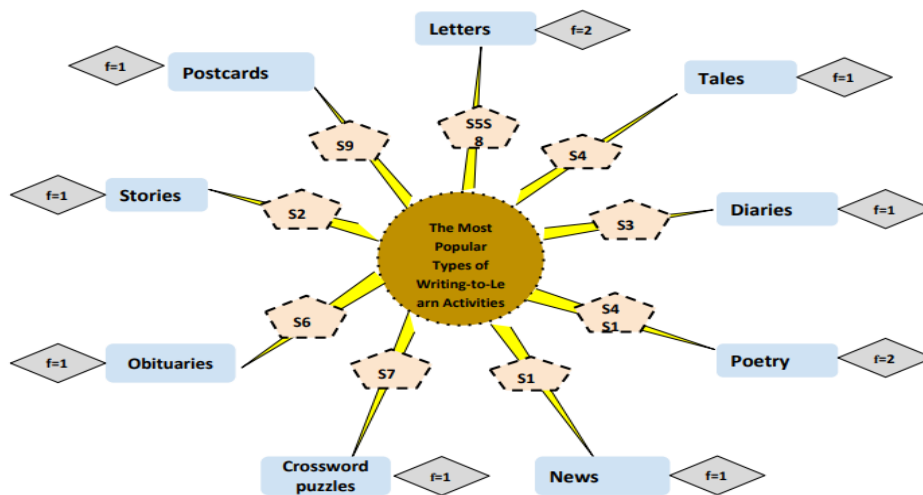 Letters
f=2
Tales
f=1
Postcards
f=1
S5S
8
S9
S4
Stories
f=1
S2
S3
Diaries
f=1
The Most
Popular
Types of
Writing-to-Le
arn Activities
S4
S1
S6
Obituaries
f=1
Poetry
f=2
S7
S1
Crossword
puzzles
f=1
News
f=1